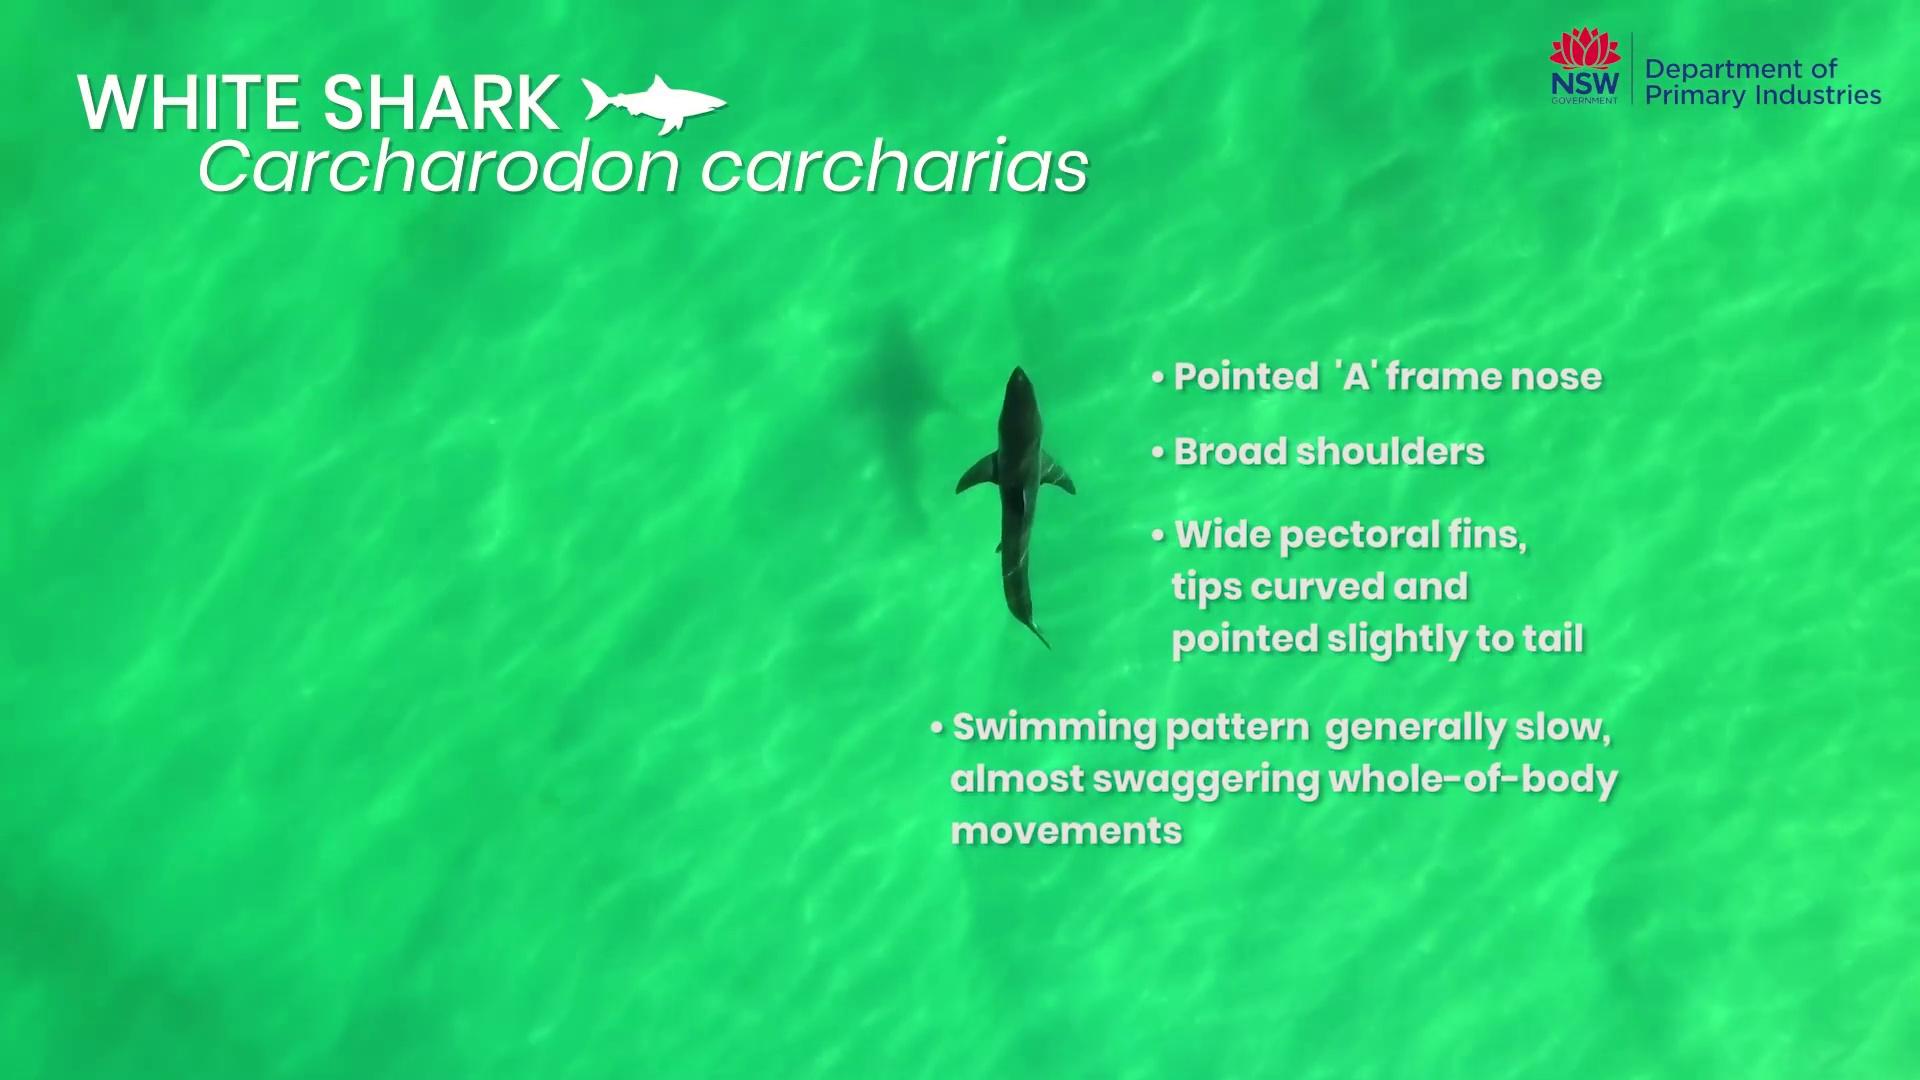 WHITE SHARK
Carcharodon carcharias
NSW
GOVERNMENT
Department of
Primary Industries
• Pointed 'A' frame nose
• Broad shoulders
• Wide pectoral fins,
tips curved and
pointed slightly to tail
• Swimming pattern generally slow,
almost swaggering whole-of-body
movements